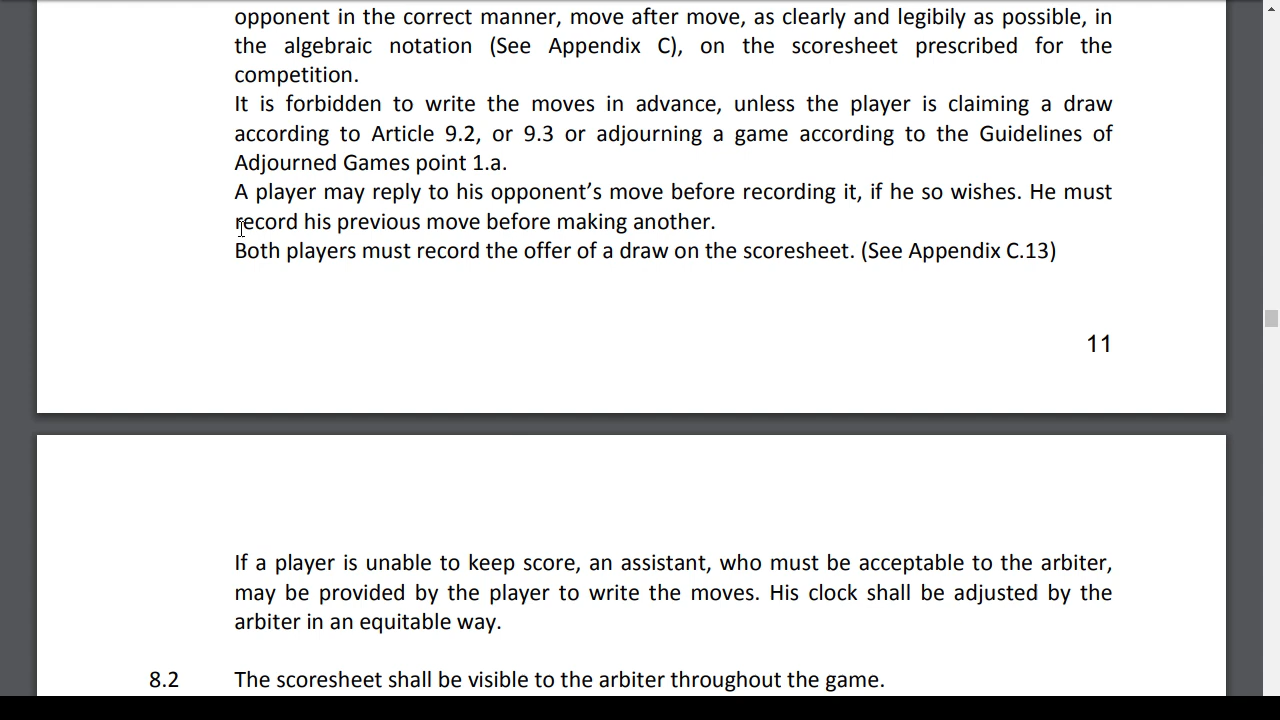 opponent in the correct manner, move after move, as clearly and legibily as possible, in
the algebraic notation (See Appendix C), on the scoresheet prescribed for the
competition.
It is forbidden to write the moves in advance, unless the player is claiming a draw
according to Article 9.2, or 9.3 or adjourning a game according to the Guidelines of
Adjourned Games point 1.a.
A player may reply to his opponent’s move before recording it, if he so wishes. He must
record his previous move before making another.
Both players must record the offer of a draw on the scoresheet. (See Appendix C.13)
11
If a player is unable to keep score, an assistant, who must be acceptable to the arbiter,
may be provided by the player to write the moves. His clock shall be adjusted by the
arbiter in an equitable way.
8.2 The scoresheet shall be visible to the arbiter throughout the game.